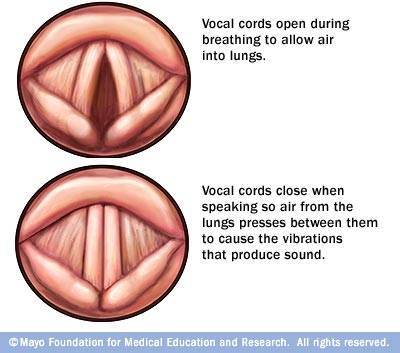 Vocal cords open during
breathing to allow air
into lungs.
Vocal cords close when
speaking so air from the
lungs presses between them
to cause the vibrations
that produce sound.
©Mayo Foundation for Medical Education and Research. All rights reserved.